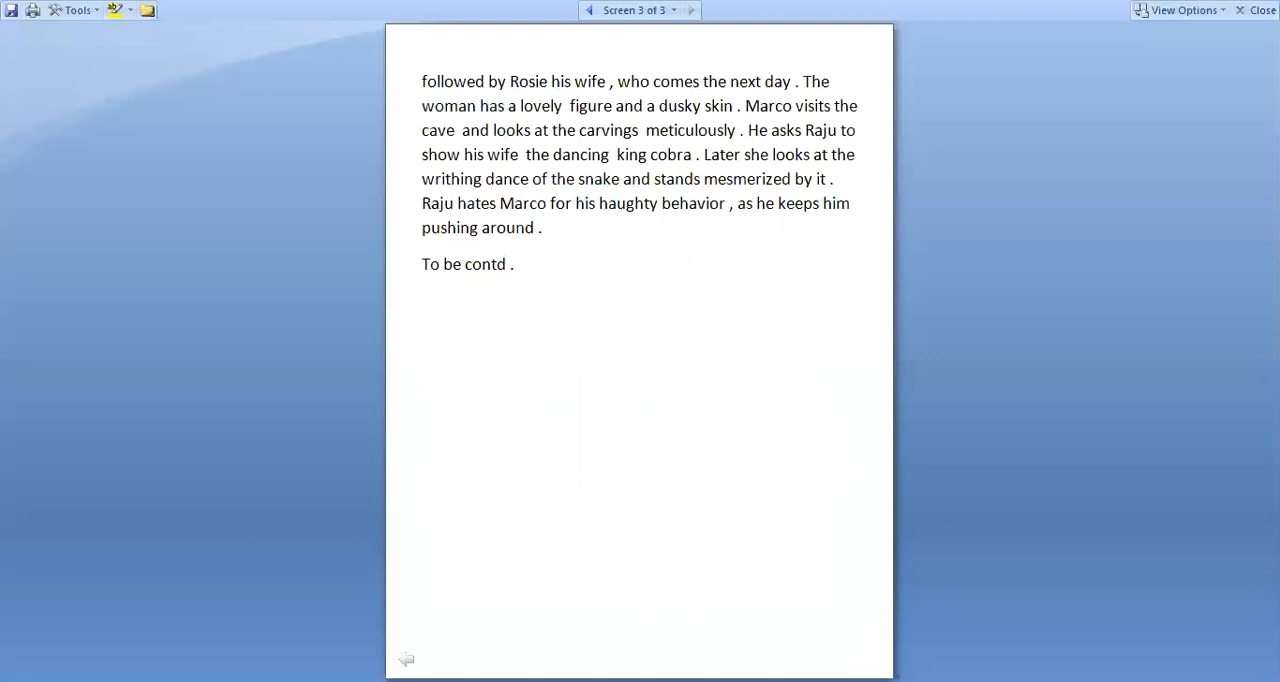 Tools
Screen 3 of 3
View Options
Close
followed by Rosie his wife , who comes the next day . The
woman has a lovely  figure and a dusky skin . Marco visits the
cave  and looks at the carvings  meticulously . He asks Raju to
show his wife  the dancing  king cobra . Later she looks at the
writhing dance of the snake and stands mesmerized by it .
Raju hates Marco for his haughty behavior , as he keeps him
pushing around .
To be contd .